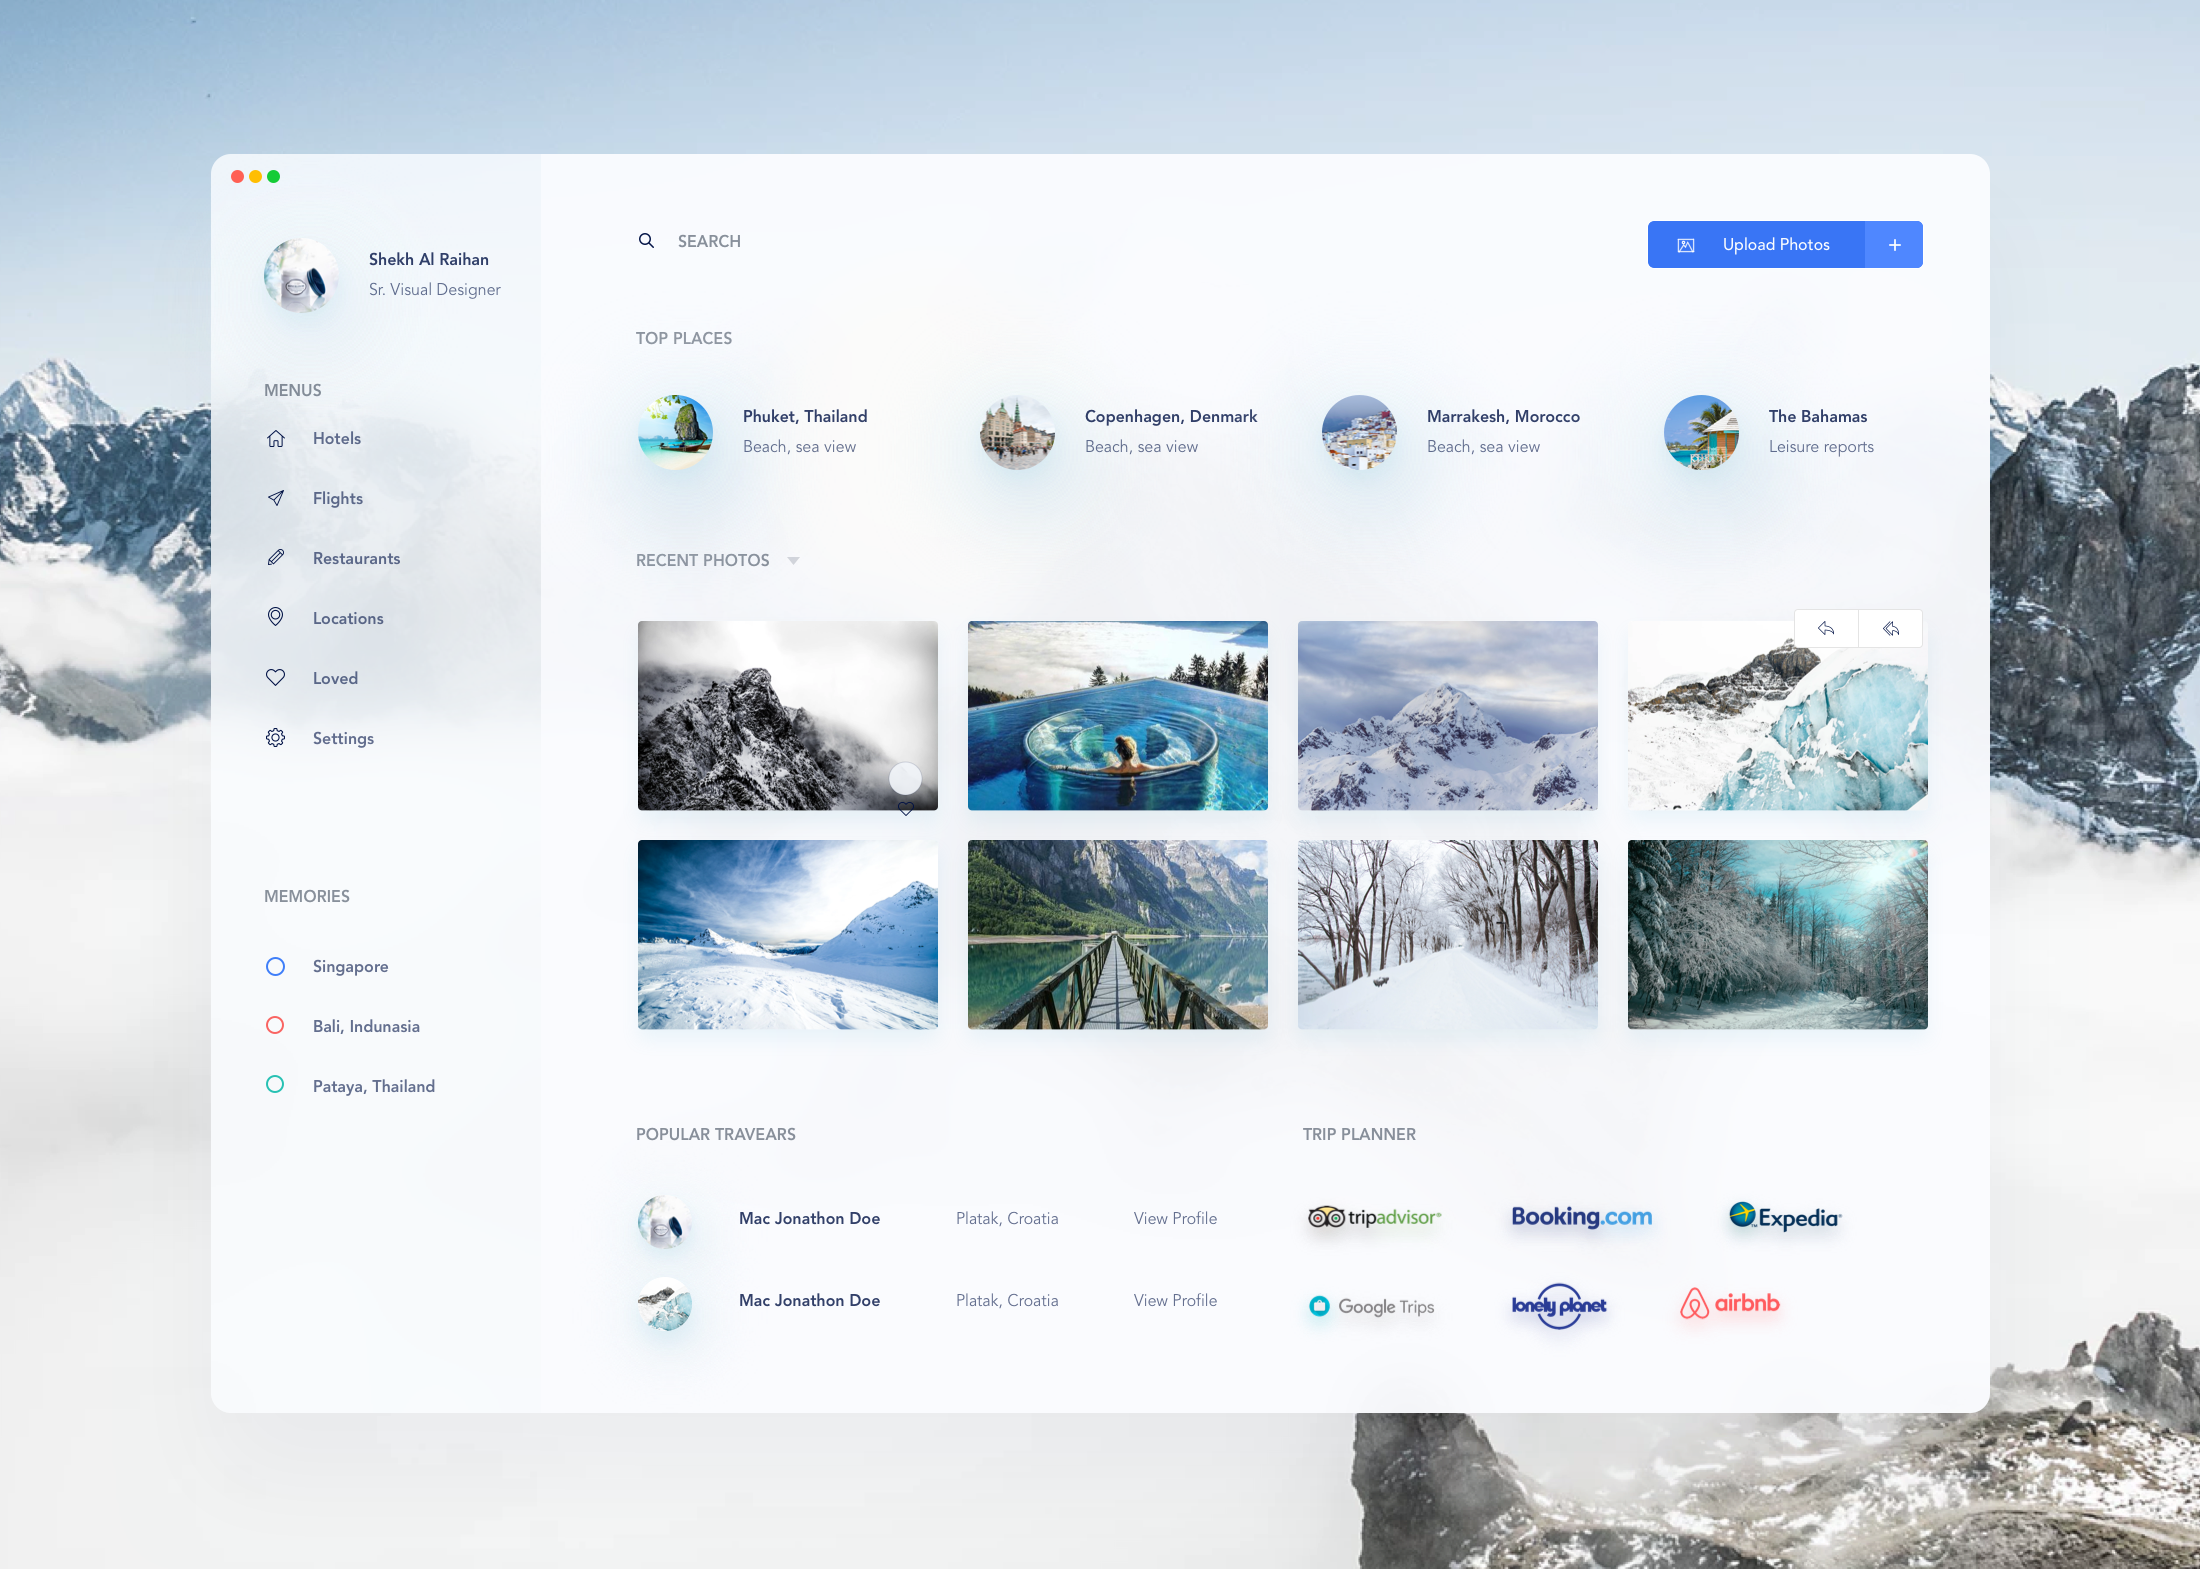 Shekh Al Raihan
Sr. Visual Designer
MENUS
Hotels
Flights
Restaurants
Locations
Loved
Settings
MEMORIES
Singapore
Bali, Indunasia
Pataya, Thailand
SEARCH
Upload Photos
+
TOP PLACES
Phuket, Thailand
Beach, sea view
Copenhagen, Denmark
Beach, sea view
Marrakesh, Morocco
Beach, sea view
The Bahamas
Leisure reports
RECENT PHOTOS
POPULAR TRAVEARS
Mac Jonathon Doe Platak, Croatia View Profile
Mac Jonathon Doe Platak, Croatia View Profile
TRIP PLANNER
tripadvisor®
Booking.com
Expedia®
Google Trips
lonely planet
airbnb